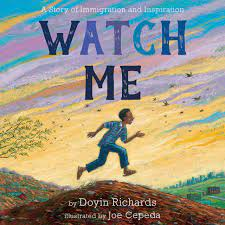 A Story of Immigration and Inspiration
WATCH
ME
by Doyin Richards
illustrated by Joe Cepeda